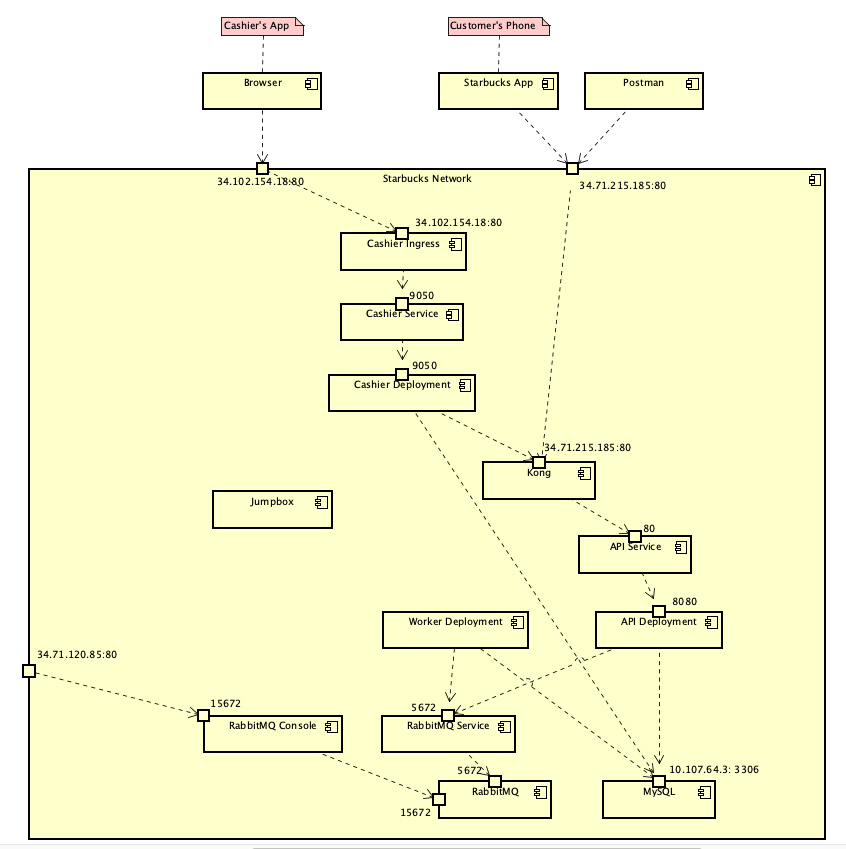 Cashier's App
Customer's Phone
Browser
Starbucks App
Postman
34.102.154.18:80
Starbucks Network
34.71.215.185:80
34.102.154.18:80
Cashier Ingress
9050
Cashier Service
9050
Cashier Deployment
34.71.215.185:80
Kong
Jumpbox
80
API Service
8080
Worker Deployment
API Deployment
34.71.120.85:80
15672
5672
RabbitMQ Console
RabbitMQ Service
5672
10.107.64.3: 3306
RabbitMQ
MySQL
15672